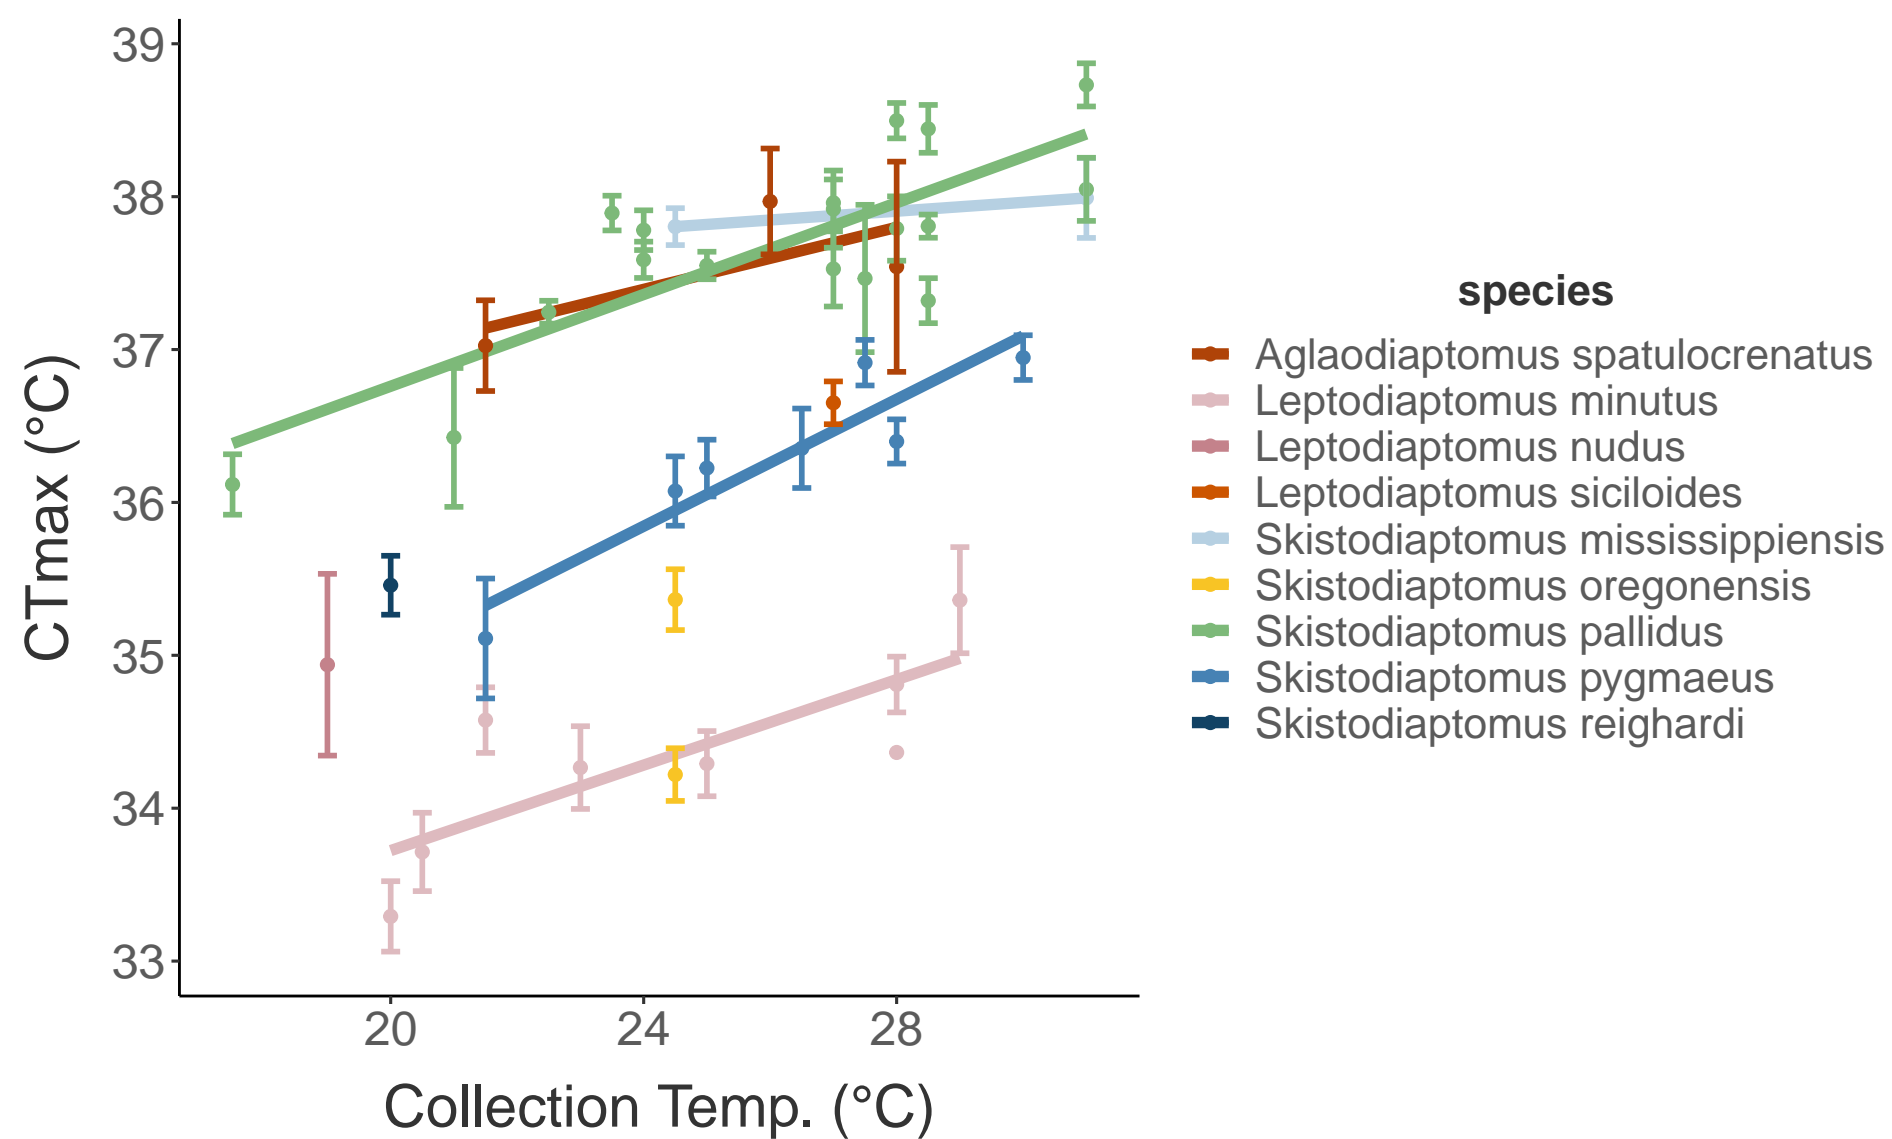 39
38
37
36
35
34
33
CTmax (°C)
20
24
28
Collection Temp. (°C)
species
Aglaodiaptomus spatulocrenatus
Leptodiaptomus minutus
Leptodiaptomus nudus
Leptodiaptomus siciloides
Skistodiaptomus mississippiensis
Skistodiaptomus oregonensis
Skistodiaptomus pallidus
Skistodiaptomus pygmaeus
Skistodiaptomus reighardi